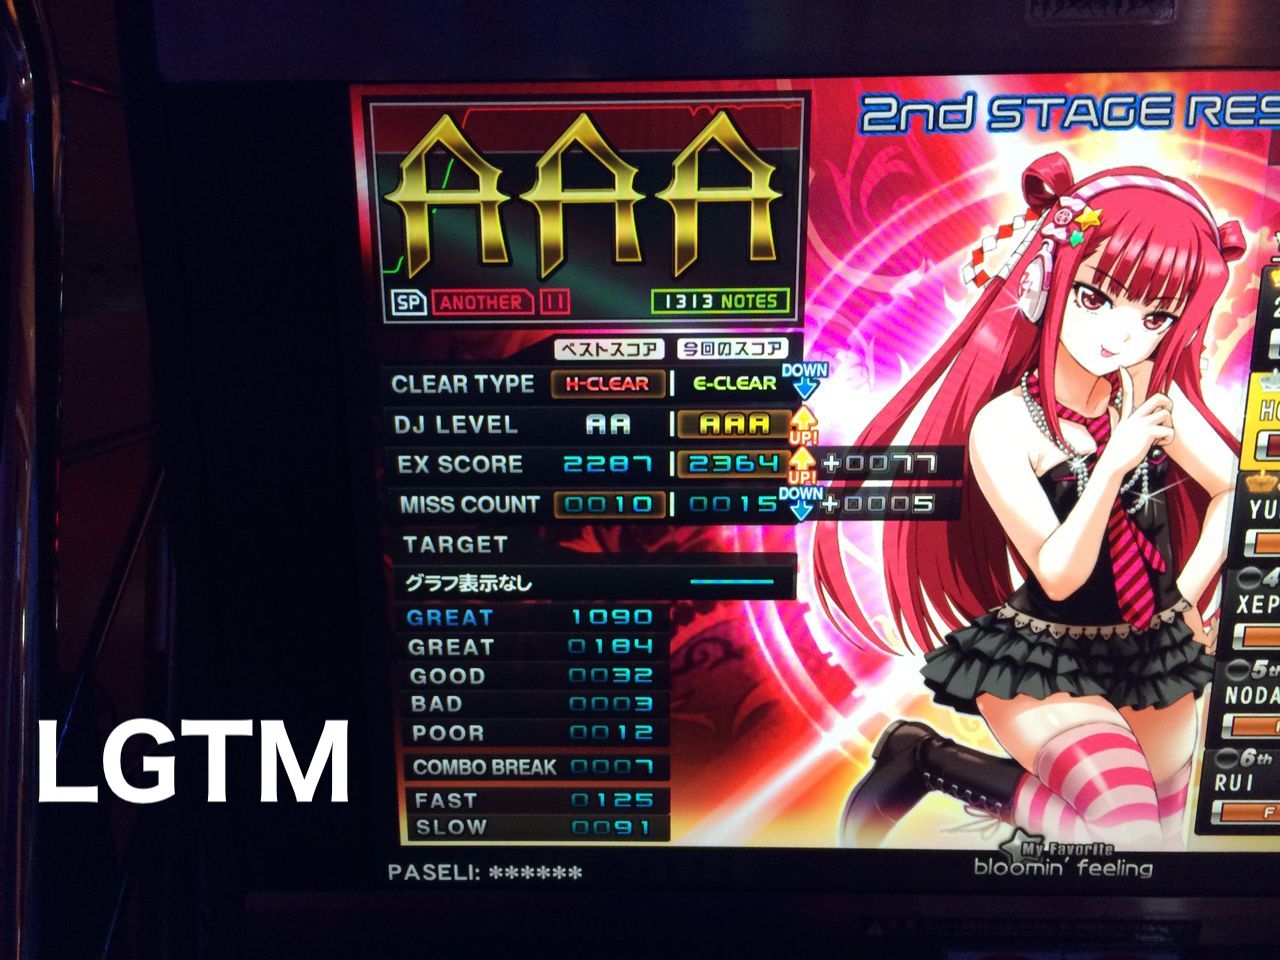 2nd STAGE RES
AAA
SP ANOTHER 11 1313 NOTES
ベストスコア 今回のスコア
CLEAR TYPE H-CLEAR E-CLEAR DOWN
DJ LEVEL AA AAA UP!
EX SCORE 2287 2364 UP! +0077
MISS COUNT 0010 0015 DOWN +0005
TARGET
グラフ表示なし
GREAT 1090
GREAT 0184
GOOD 0032
BAD 0003
POOR 0012
COMBO BREAK 0007
FAST 0125
SLOW 0091
PASELI: ******
LGTM
My Favorite
bloomin' feeling
HO
YU
4
XEP
5th
NODA
6th
RUI
F